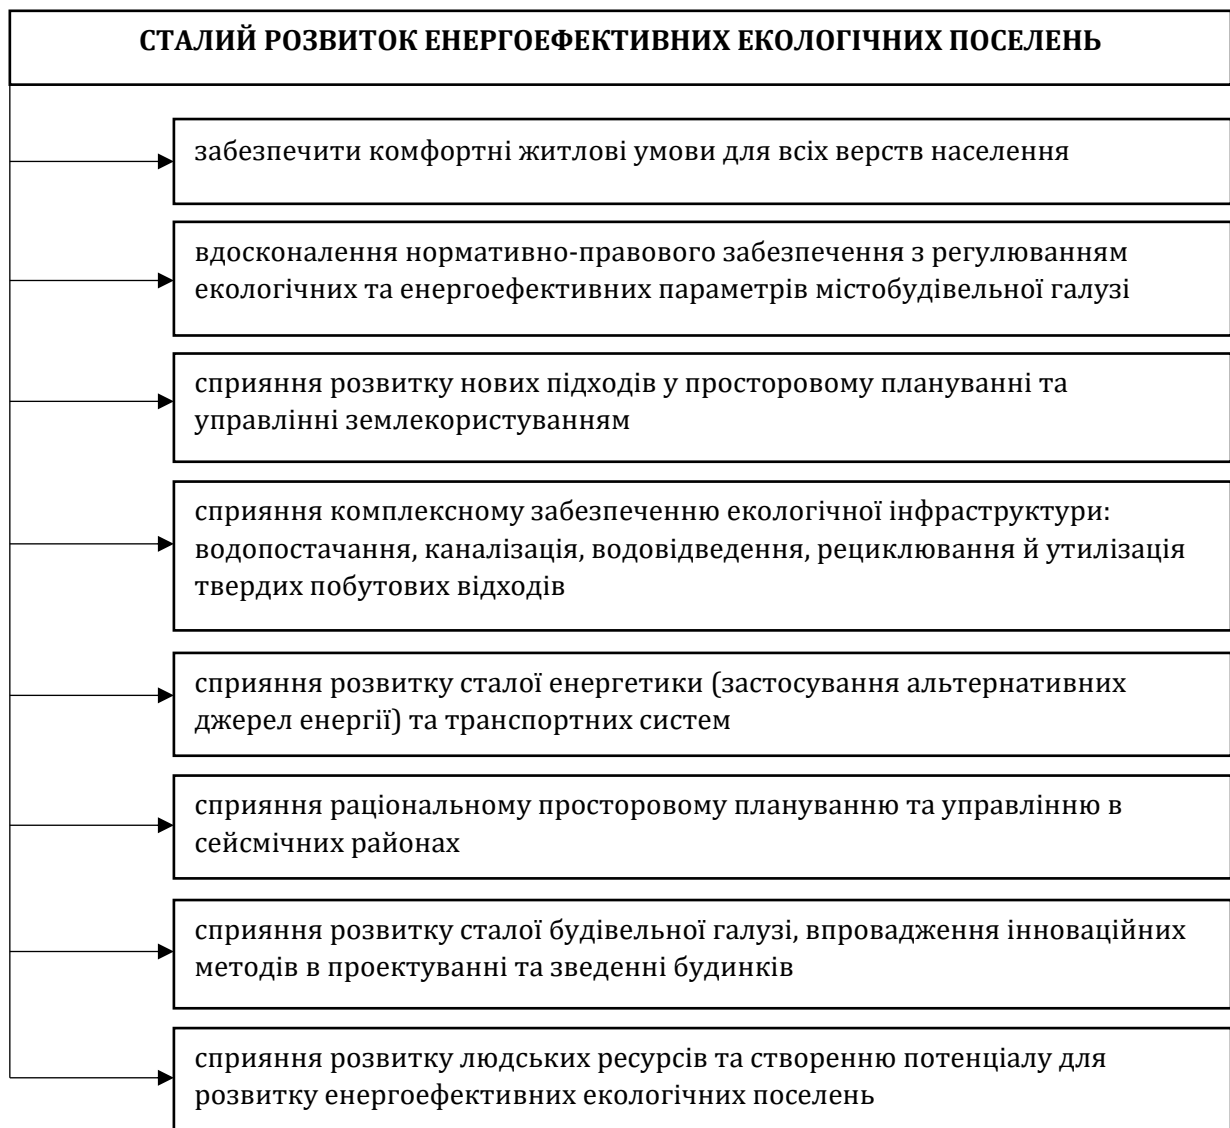 СТАЛИЙ РОЗВИТОК ЕНЕРГОЕФЕКТИВНИХ ЕКОЛОГІЧНИХ ПОСЕЛЕНЬ
забезпечити комфортні житлові умови для всіх верств населення
вдосконалення нормативно-правового забезпечення з регулюванням
екологічних та енергоефективних параметрів містобудівельної галузі
сприяння розвитку нових підходів у просторовому плануванні та
управлінні землекористуванням
сприяння комплексному забезпеченню екологічної інфраструктури:
водопостачання, каналізація, водовідведення, рециклювання й утилізація
твердих побутових відходів
сприяння розвитку сталої енергетики (застосування альтернативних
джерел енергії) та транспортних систем
сприяння раціональному просторовому плануванню та управлінню в
сейсмічних районах
сприяння розвитку сталої будівельної галузі, впровадження інноваційних
методів в проектуванні та зведенні будинків
сприяння розвитку людських ресурсів та створенню потенціалу для
розвитку енергоефективних екологічних поселень